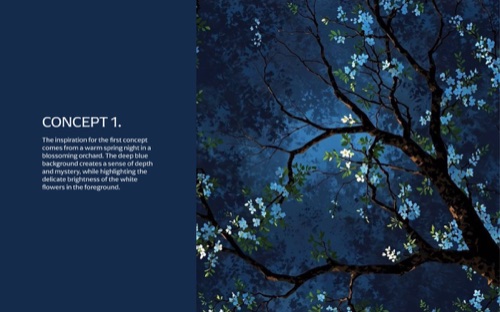 CONCEPT 1.
The inspiration for the first concept
comes from a warm spring night in a
blossoming orchard. The deep blue
background creates a sense of depth
and mystery, while highlighting the
delicate brightness of the white
flowers in the foreground.